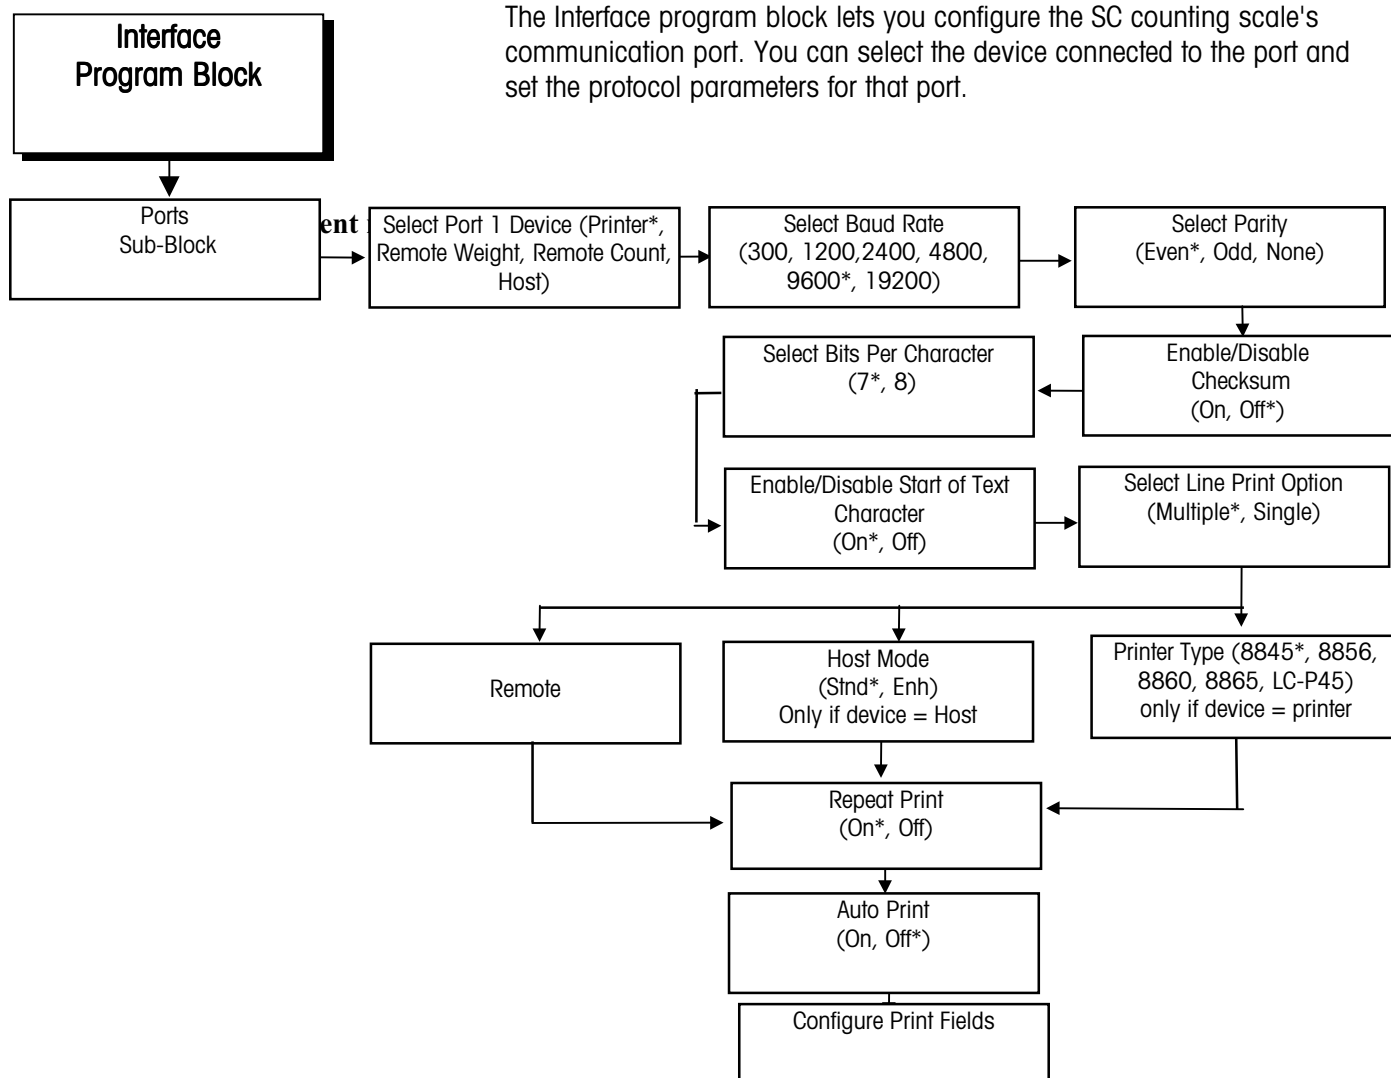 Interface
Program Block
The Interface program block lets you configure the SC counting scale's
communication port. You can select the device connected to the port and
set the protocol parameters for that port.
Ports
Sub-Block
ent
Select Port 1 Device (Printer*,
Remote Weight, Remote Count,
Host)
Select Baud Rate
(300, 1200,2400, 4800,
9600*, 19200)
Select Parity
(Even*, Odd, None)
Enable/Disable
Checksum
(On, Off*)
Select Bits Per Character
(7*, 8)
Enable/Disable Start of Text
Character
(On*, Off)
Select Line Print Option
(Multiple*, Single)
Remote
Host Mode
(Stnd*, Enh)
Only if device = Host
Printer Type (8845*, 8856,
8860, 8865, LC-P45)
only if device = printer
Repeat Print
(On*, Off)
Auto Print
(On, Off*)
Configure Print Fields